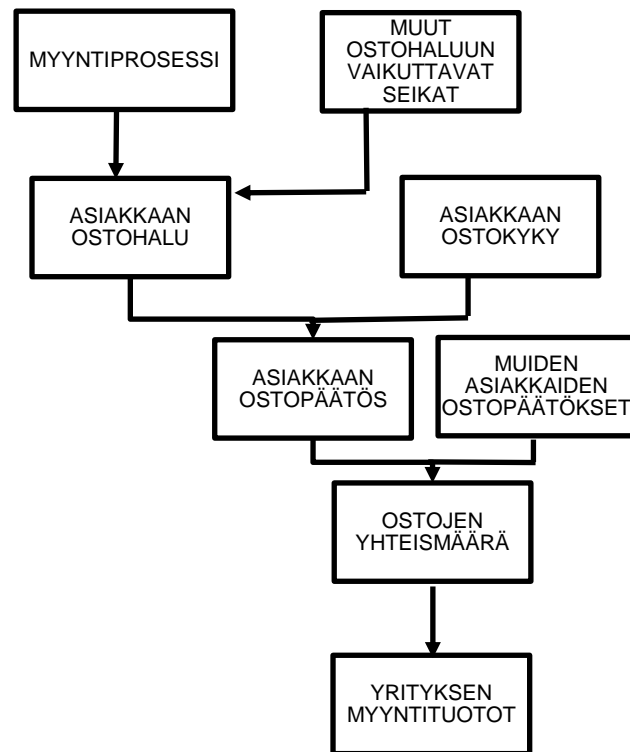 MYYNTIPROSESSI
MUUT
OSTOHALUUN
VAIKUTTAVAT
SEIKAT
ASIAKKAAN
OSTOHALU
ASIAKKAAN
OSTOKYKY
ASIAKKAAN
OSTOPÄÄTÖS
MUIDEN
ASIAKKAIDEN
OSTOPÄÄTÖKSET
OSTOJEN
YHTEISMÄÄRÄ
YRITYKSEN
MYYNTITUOTOT